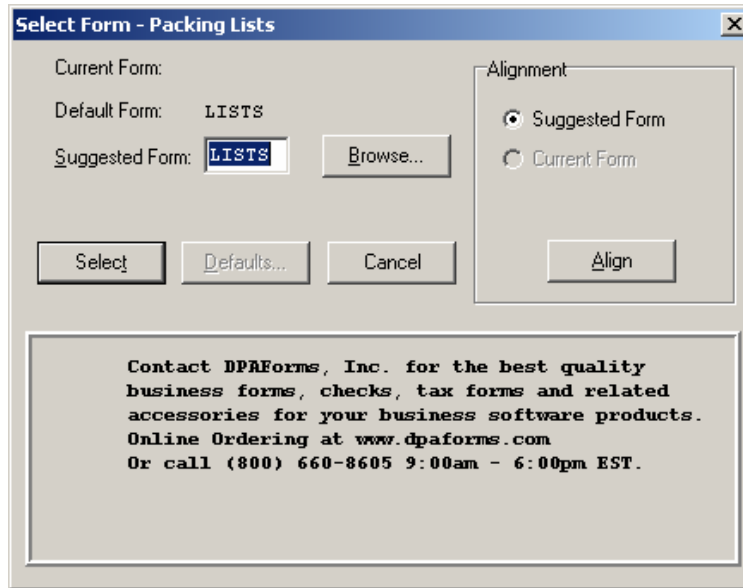 Select Form - Packing Lists
Current Form:
Default Form: LISTS
Suggested Form: LISTS
Browse...
Alignment
Suggested Form
Current Form
Select
Defaults...
Cancel
Align
Contact DPAForms, Inc. for the best quality
business forms, checks, tax forms and related
accessories for your business software products.
Online Ordering at www.dpaforms.com
Or call (800) 660-8605 9:00am - 6:00pm EST.